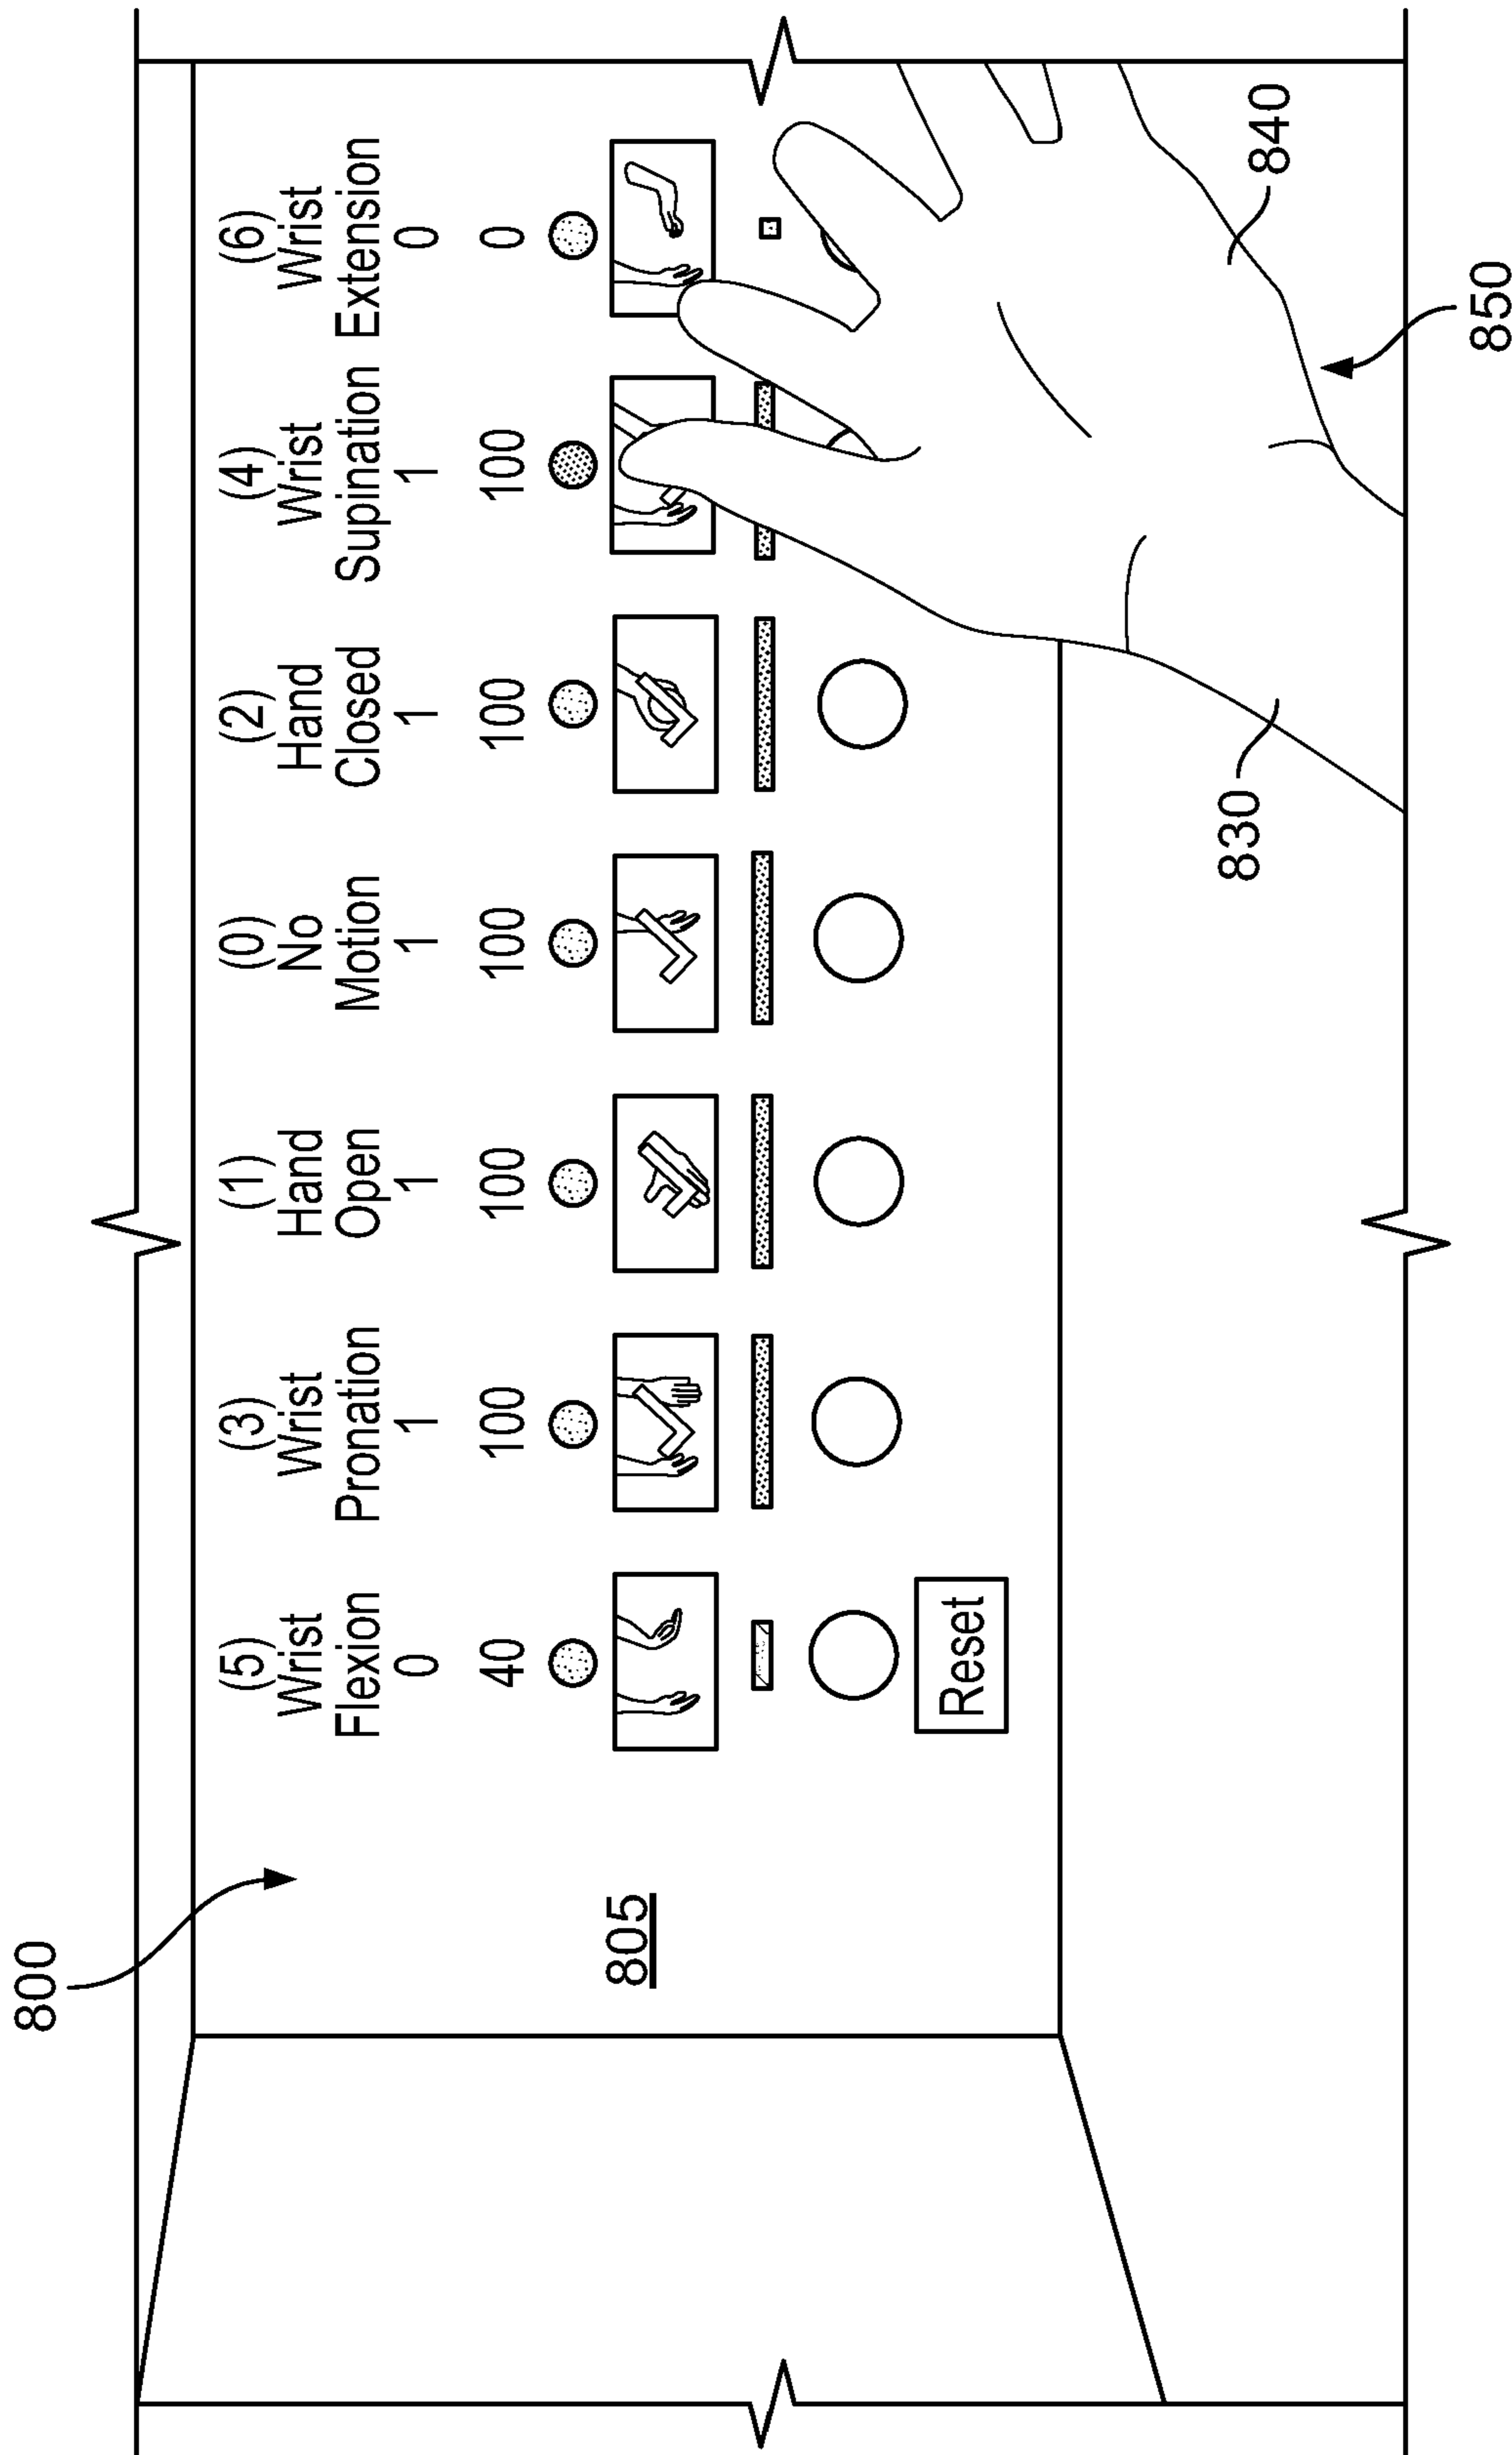 800
(5) (3) (1) (0) (2) (4) (6)
Wrist Wrist Hand No Hand Wrist Wrist
Flexion Pronation Open Motion Closed Supination Extension
0 1 1 1 1 1 0
40 100 100 100 100 100 0
805
Reset
830
840
850